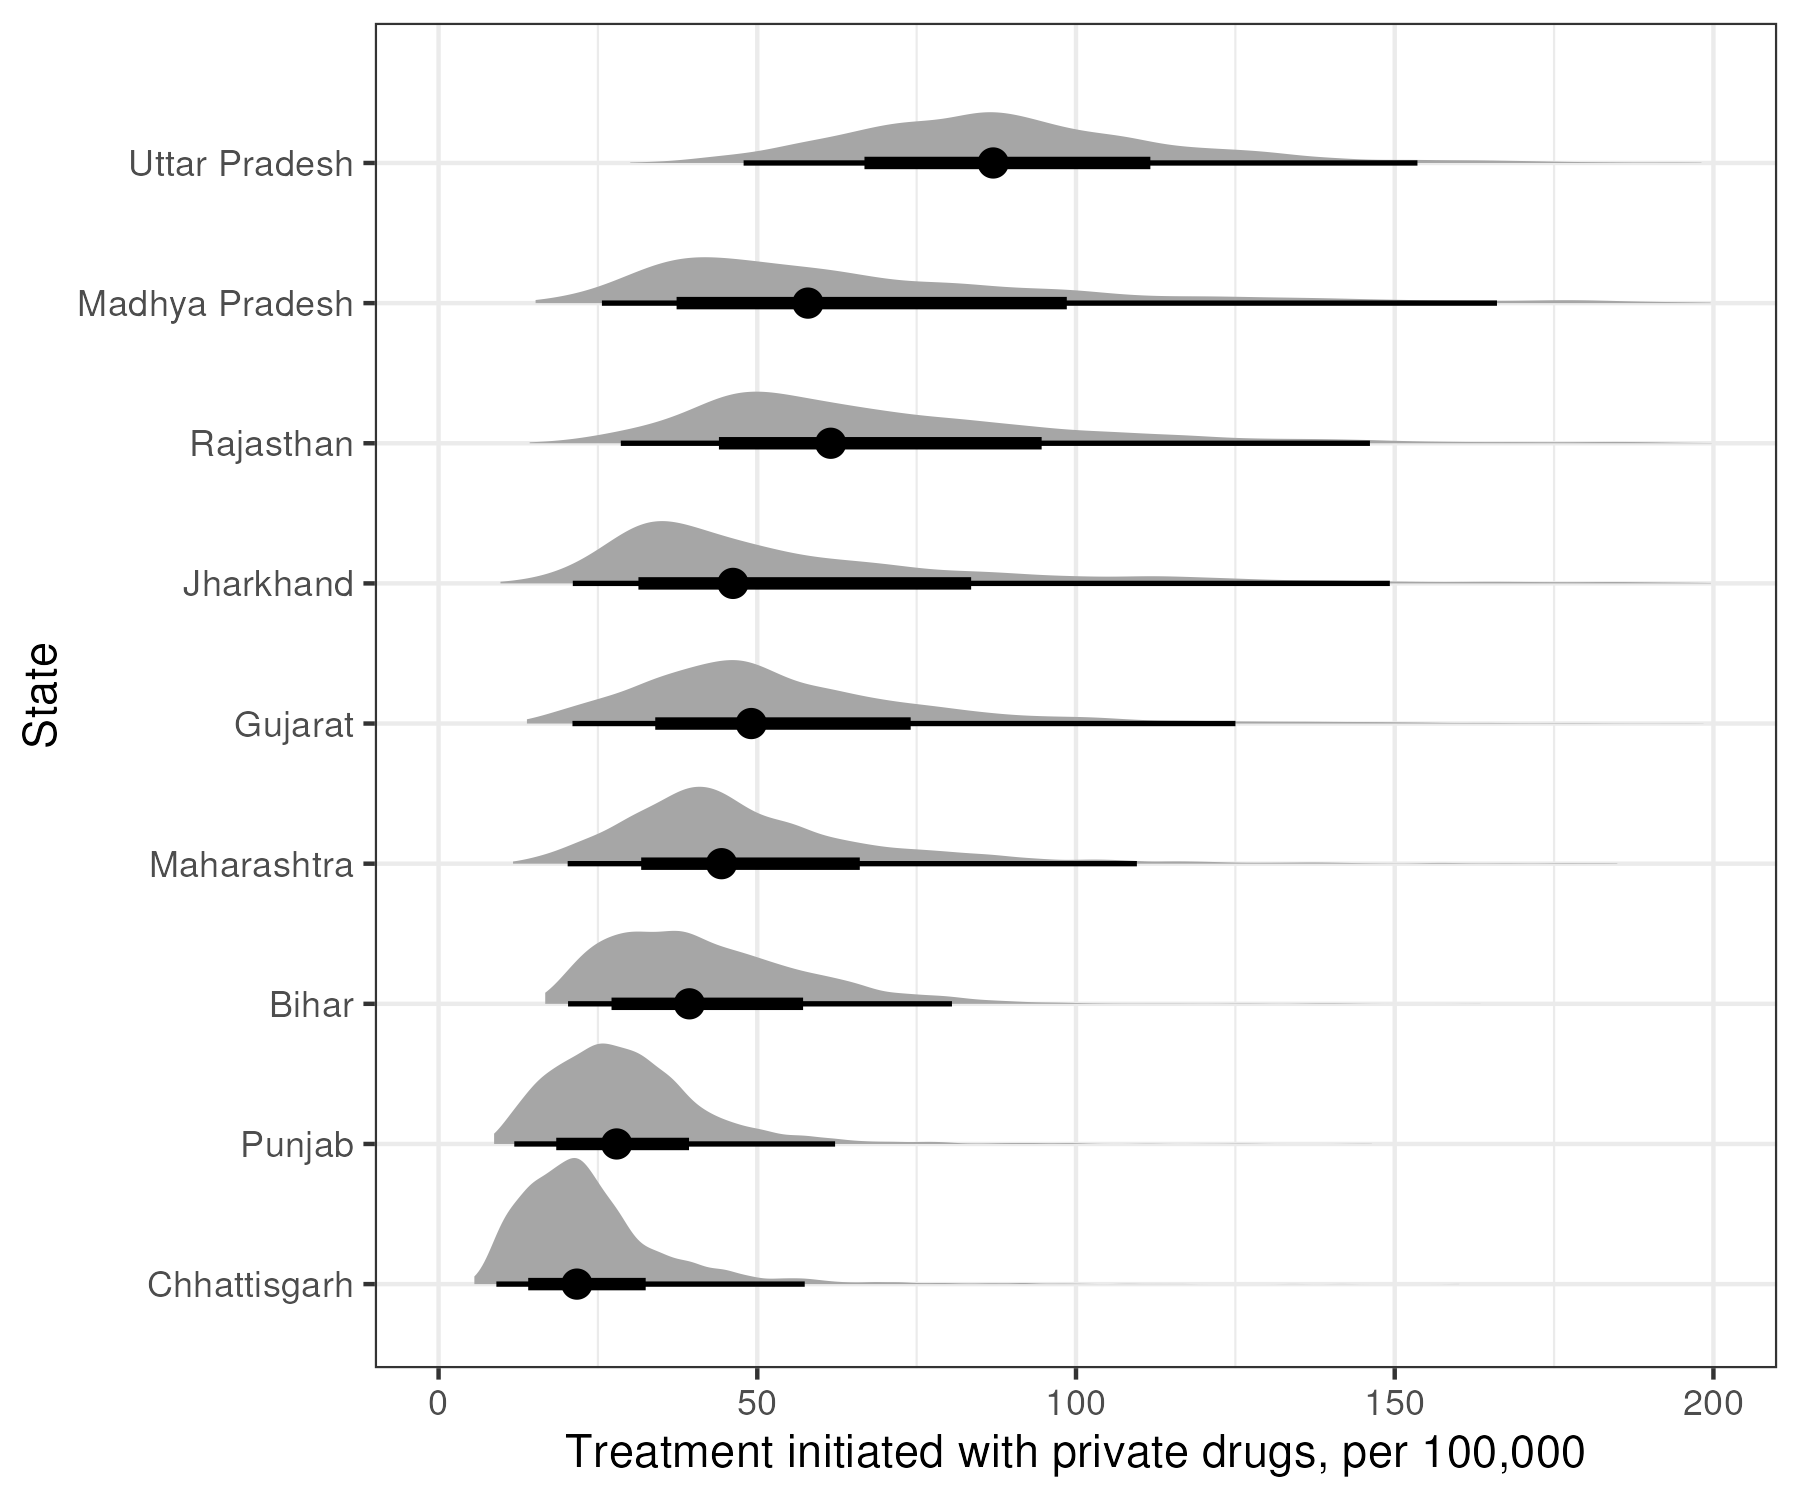 Uttar Pradesh
Madhya Pradesh
Rajasthan
Jharkhand
Gujarat
Maharashtra
Bihar
Punjab
Chhattisgarh
State
0 50 100 150 200
Treatment initiated with private drugs, per 100,000